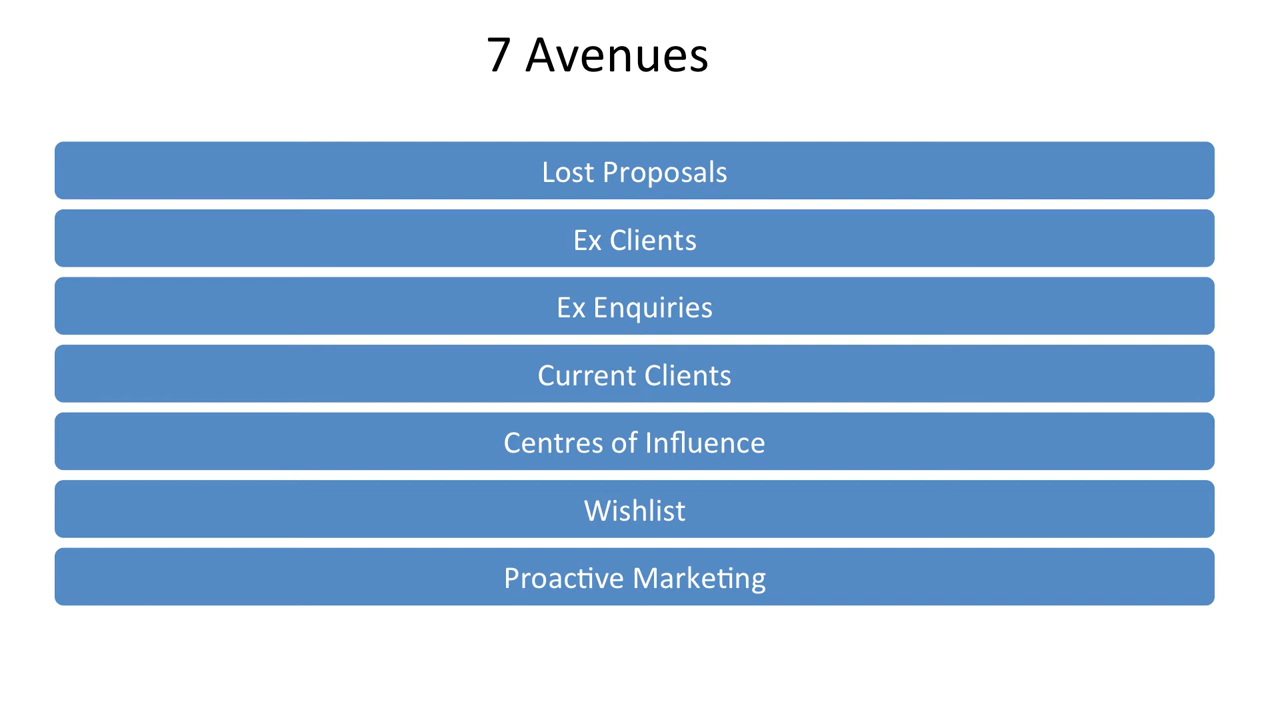 7 Avenues
Lost Proposals
Ex Clients
Ex Enquiries
Current Clients
Centres of Influence
Wishlist
Proactive Marketing